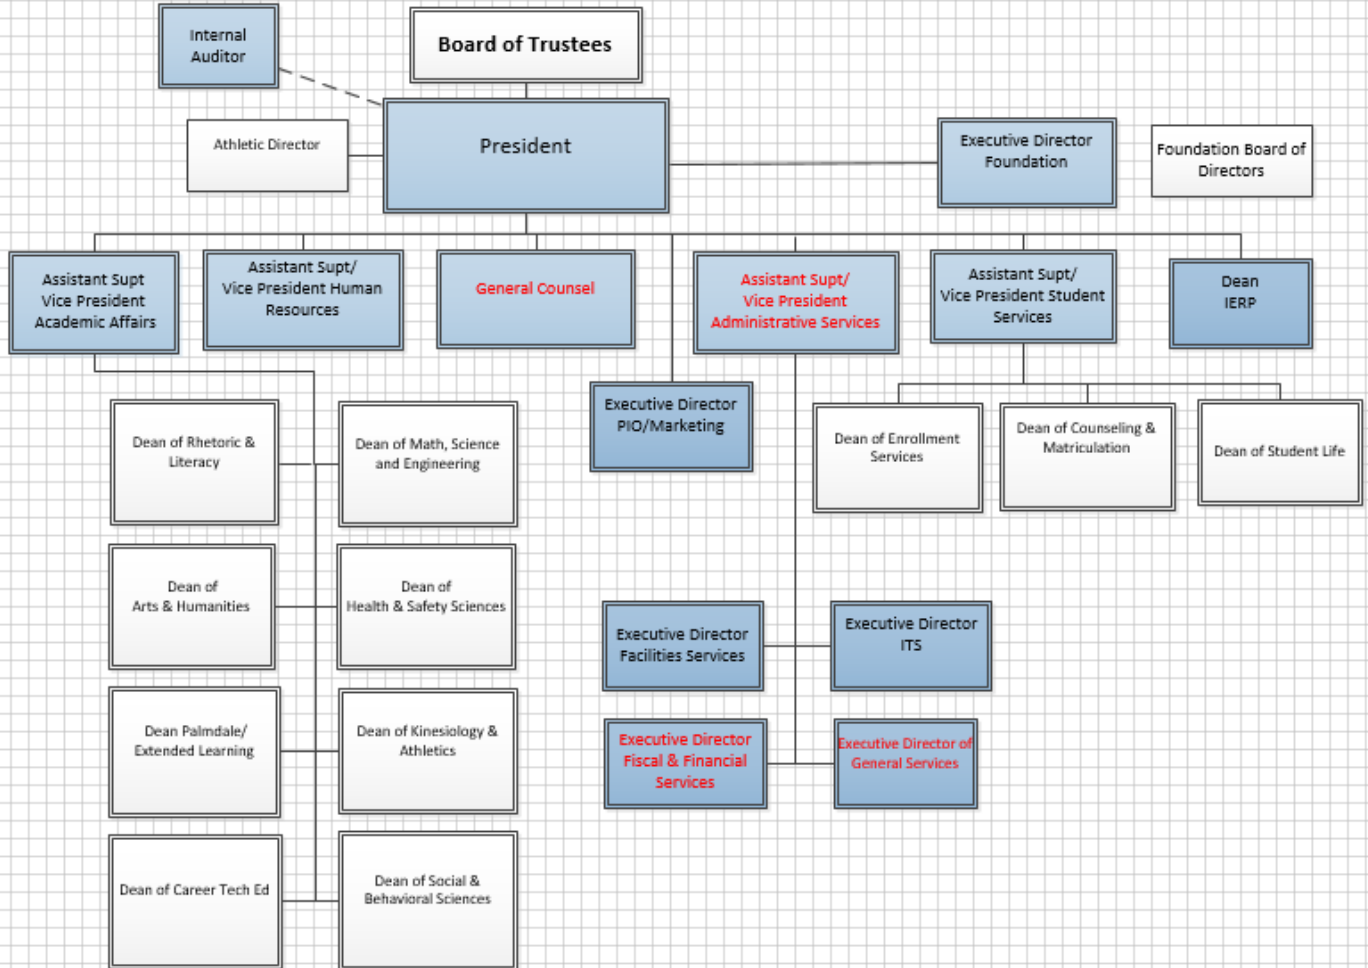 Internal
Auditor
Board of Trustees
Athletic Director
President
Executive Director
Foundation
Foundation Board of
Directors
Assistant Supt
Vice President
Academic Affairs
Assistant Supt/
Vice President Human
Resources
General Counsel
Assistant Supt/
Vice President
Administrative Services
Assistant Supt/
Vice President Student
Services
Dean
IERP
Executive Director
PIO/Marketing
Dean of Rhetoric &
Literacy
Dean of Math, Science
and Engineering
Dean of Enrollment
Services
Dean of Counseling &
Matriculation
Dean of Student Life
Dean of
Arts & Humanities
Dean of
Health & Safety Sciences
Executive Director
Facilities Services
Executive Director
ITS
Dean Palmdale/
Extended Learning
Dean of Kinesiology &
Athletics
Executive Director
Fiscal & Financial
Services
Executive Director of
General Services
Dean of Career Tech Ed
Dean of Social &
Behavioral Sciences